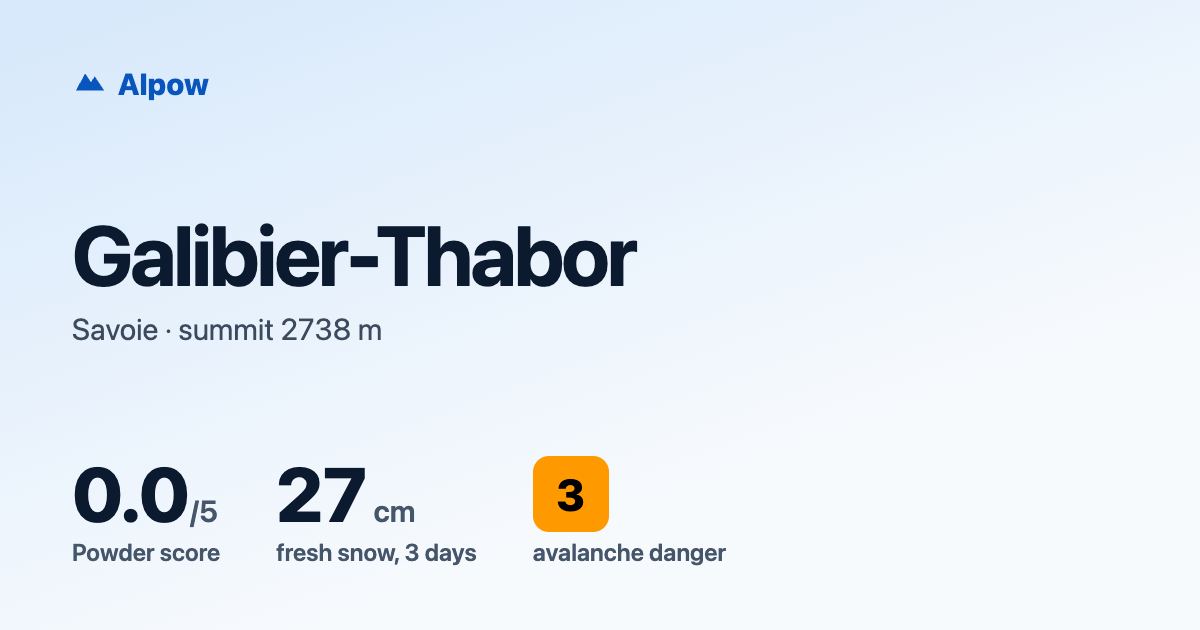 Alpow
Galibier-Thabor
Savoie · summit 2738 m
0.0/5
Powder score
27 cm
fresh snow, 3 days
3
avalanche danger